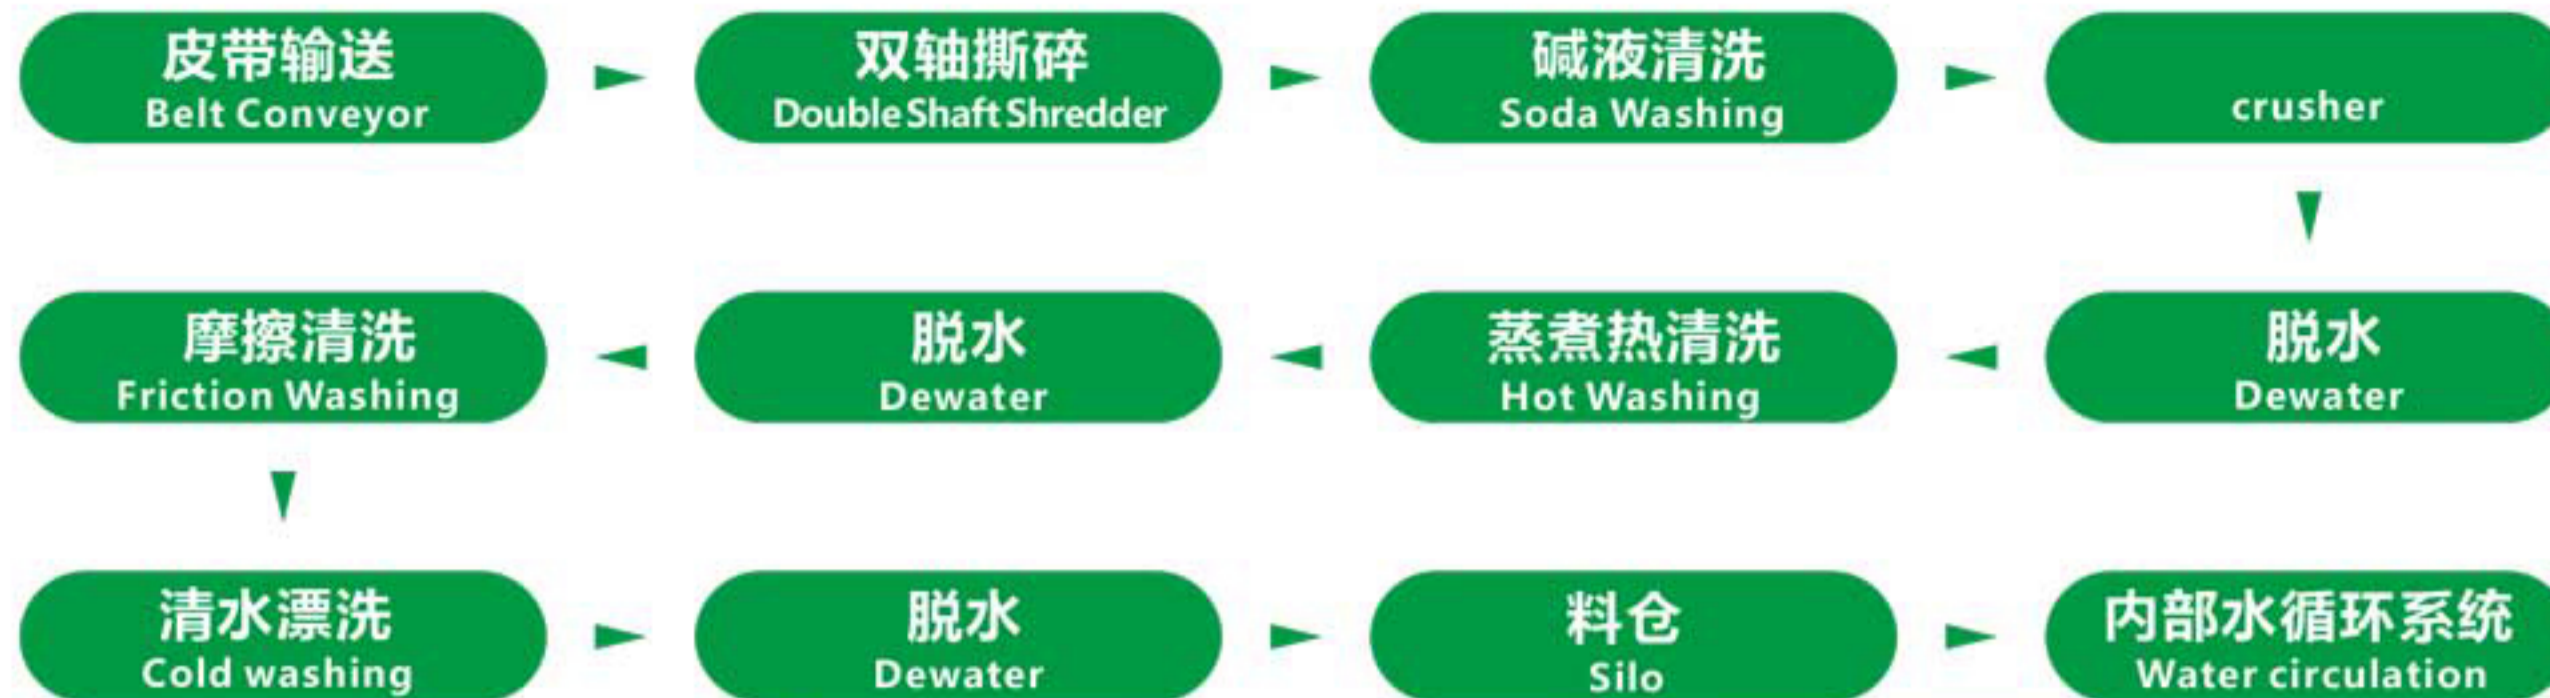 皮带输送
Belt Conveyor
双轴撕碎
Double Shaft Shredder
碱液清洗
Soda Washing
crusher
脱水
Dewater
蒸煮热清洗
Hot Washing
脱水
Dewater
摩擦清洗
Friction Washing
清水漂洗
Cold washing
脱水
Dewater
料仓
Silo
内部水循环系统
Water circulation